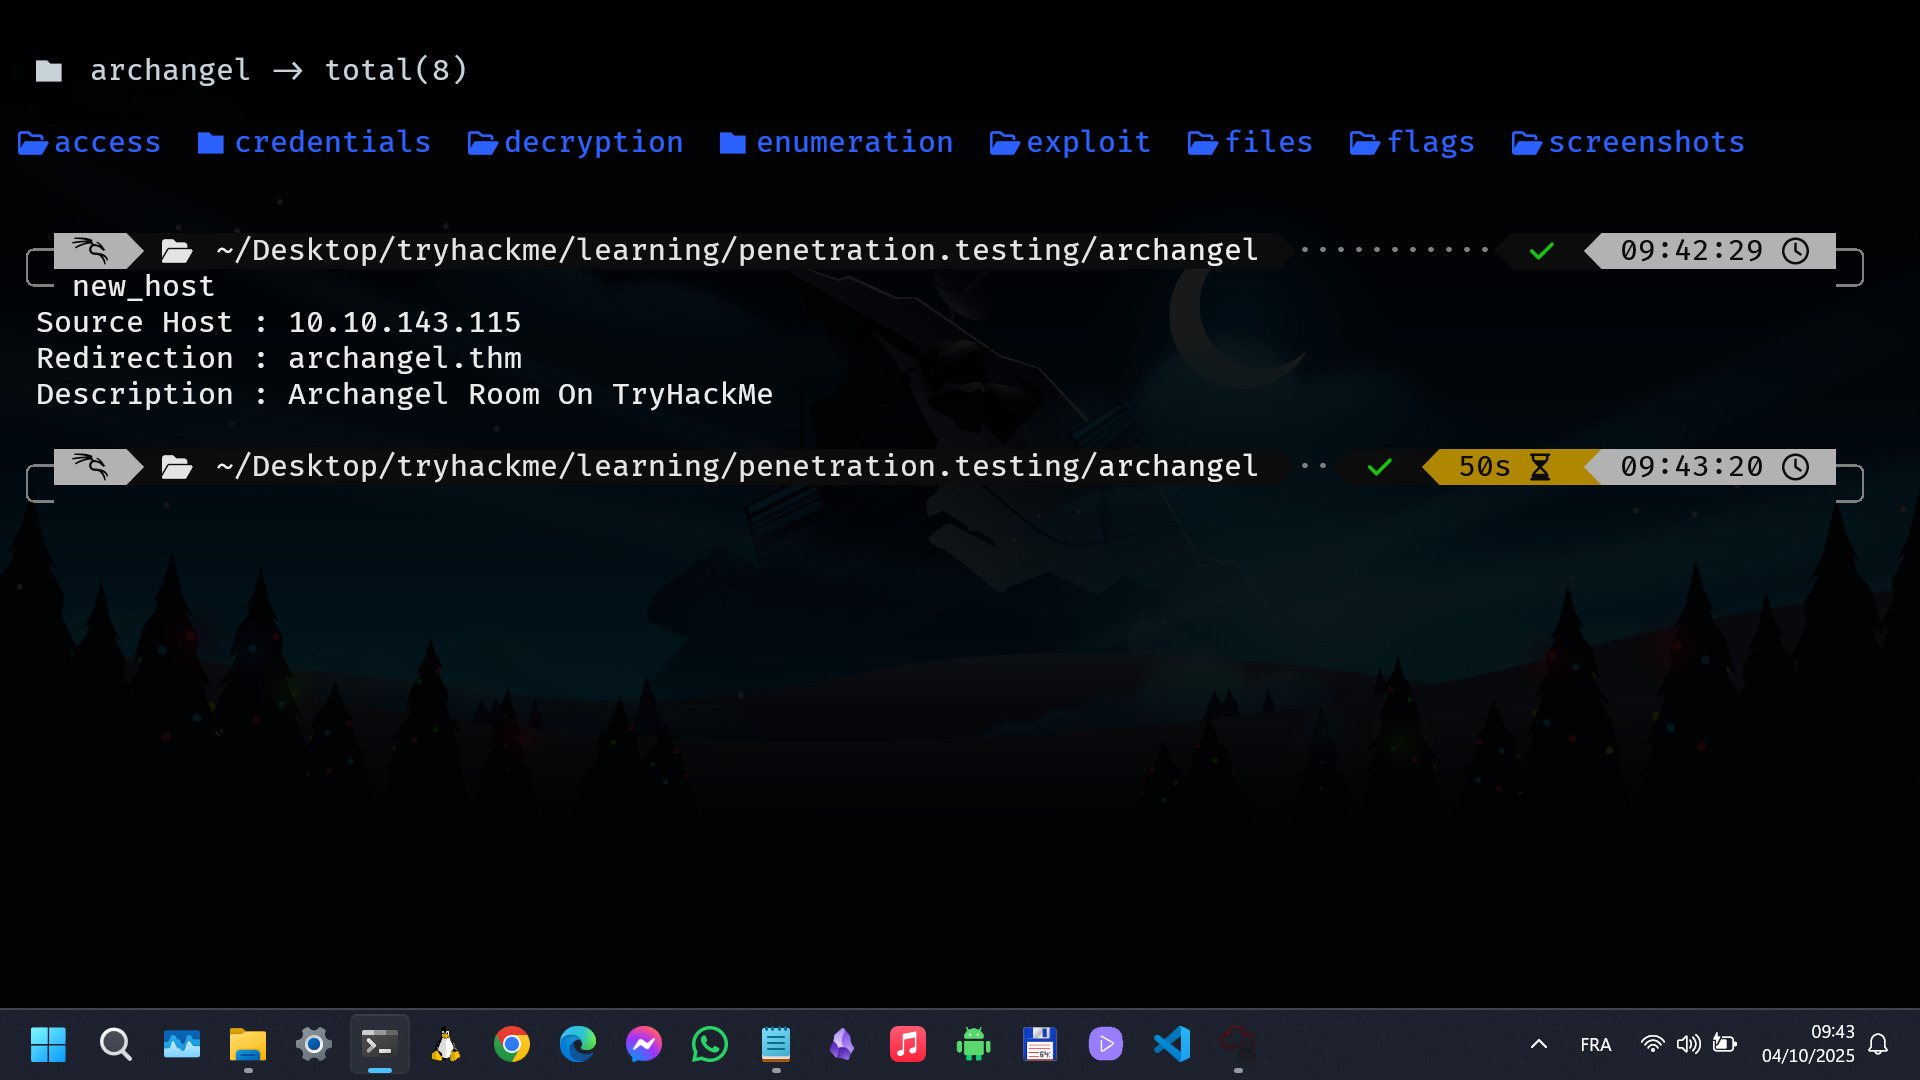 archangel → total(8)
access credentials decryption enumeration exploit files flags screenshots
~/Desktop/tryhackme/learning/penetration.testing/archangel ··········· ✓ 09:42:29
new_host
Source Host : 10.10.143.115
Redirection : archangel.thm
Description : Archangel Room On TryHackMe
~/Desktop/tryhackme/learning/penetration.testing/archangel ·· ✓ 50s 09:43:20
FRA
09:43
04/10/2025
64: